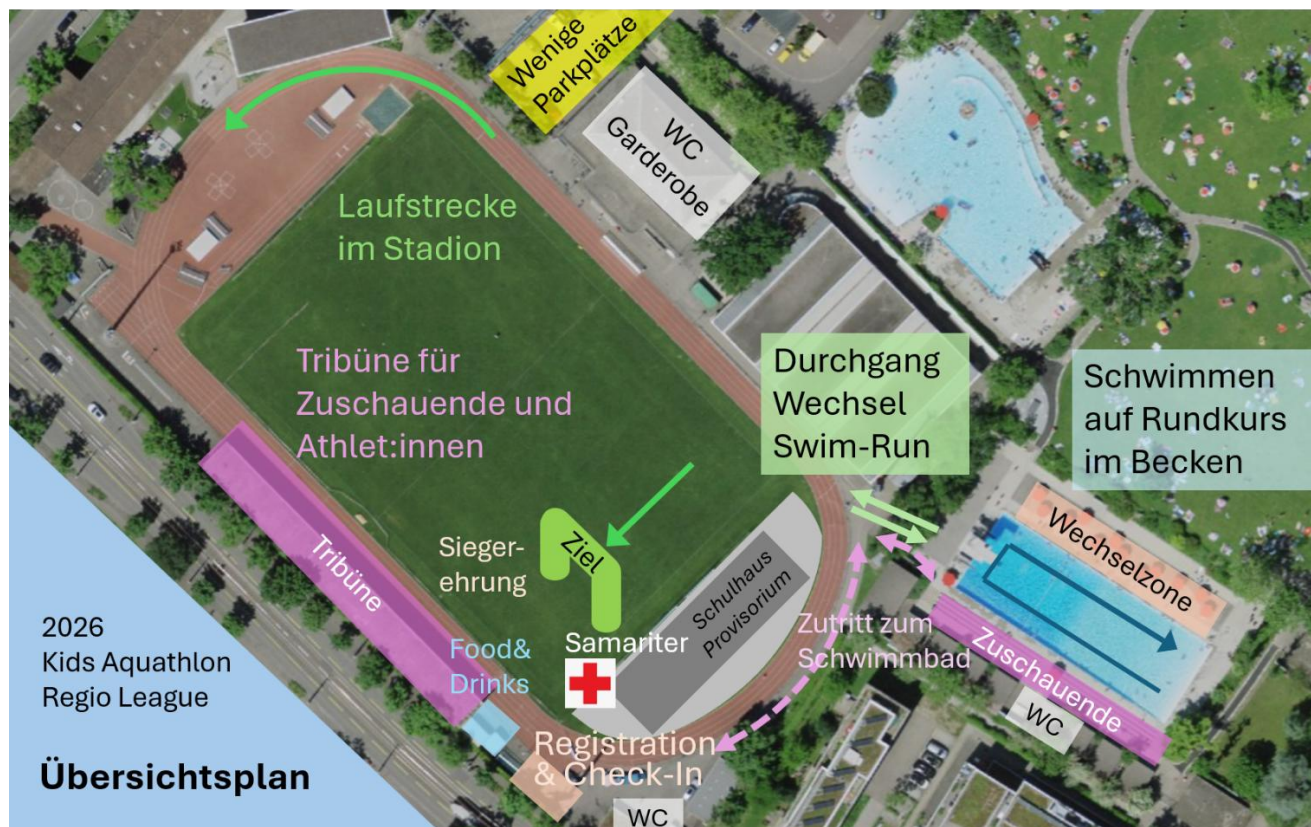 Wenige
Parkplätze
WC
Garderobe
Laufstrecke
im Stadion
Tribüne für
Zuschauende und
Athlet:innen
Durchgang
Wechsel
Swim-Run
Schwimmen
auf Rundkurs
im Becken
Wechselzone
Tribüne
Sieger-
ehrung
Ziel
Schulhaus
Provisorium
Samariter
Food&
Drinks
Zutritt zum
Schwimmbad
Zuschauende
WC
Registration
& Check-In
WC
2026
Kids Aquathlon
Regio League
Übersichtsplan